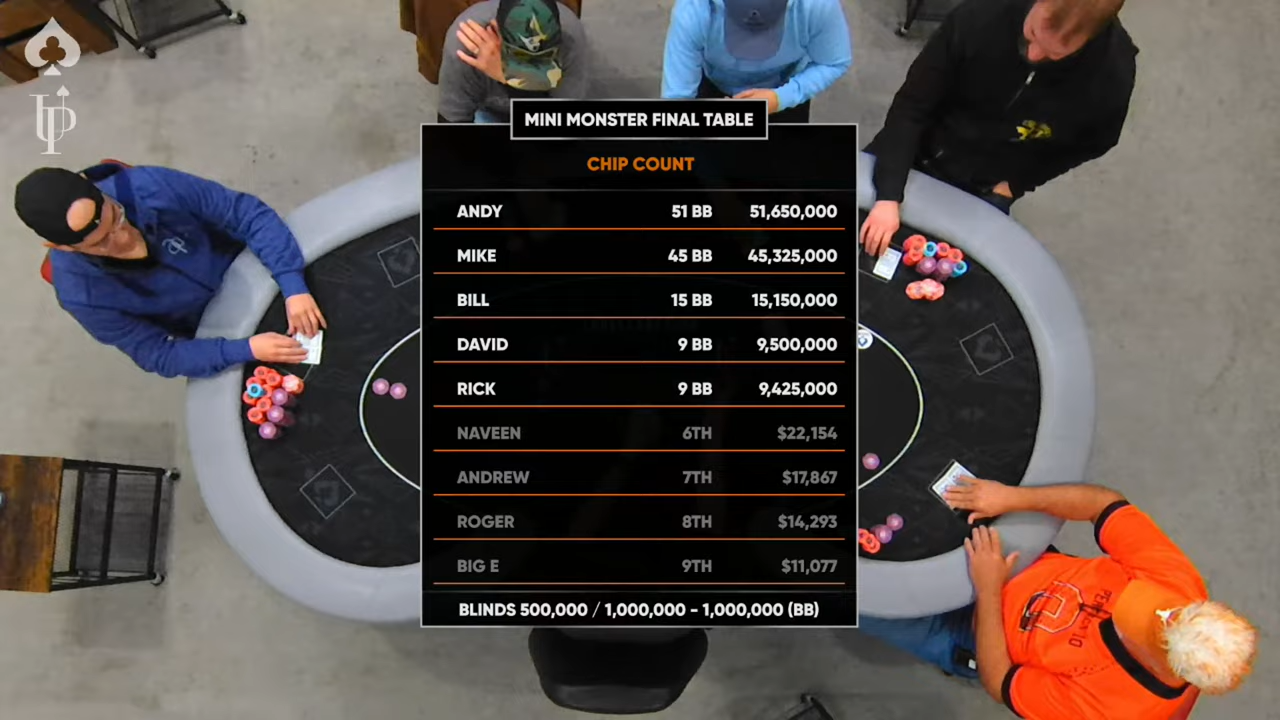 MINI MONSTER FINAL TABLE
CHIP COUNT
ANDY 51 BB 51,650,000
MIKE 45 BB 45,325,000
BILL 15 BB 15,150,000
DAVID 9 BB 9,500,000
RICK 9 BB 9,425,000
NAVEEN 6TH $22,154
ANDREW 7TH $17,867
ROGER 8TH $14,293
BIG E 9TH $11,077
BLINDS 500,000 / 1,000,000 - 1,000,000 (BB)